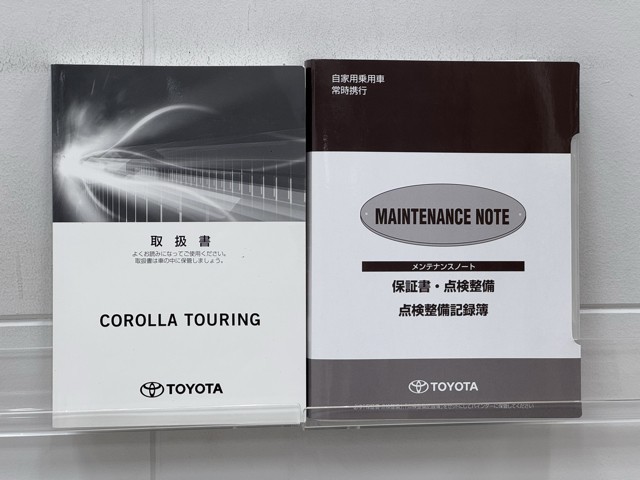 取扱書
よくお読みになってご使用ください。
取扱書は車の中に保管しましょう。
COROLLA TOURING
TOYOTA
自家用乗用車
常時携行
MAINTENANCE NOTE
メンテナンスノート
保証書・点検整備
点検整備記録簿
TOYOTA